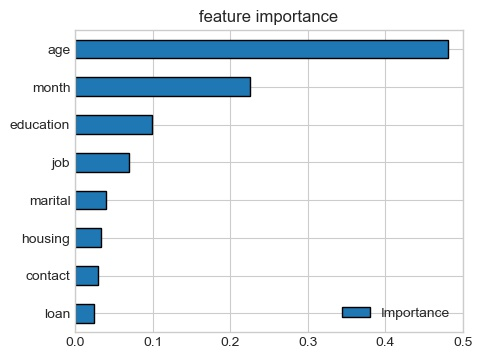 feature importance
age
month
education
job
marital
housing
contact
loan
Importance
0.0 0.1 0.2 0.3 0.4 0.5